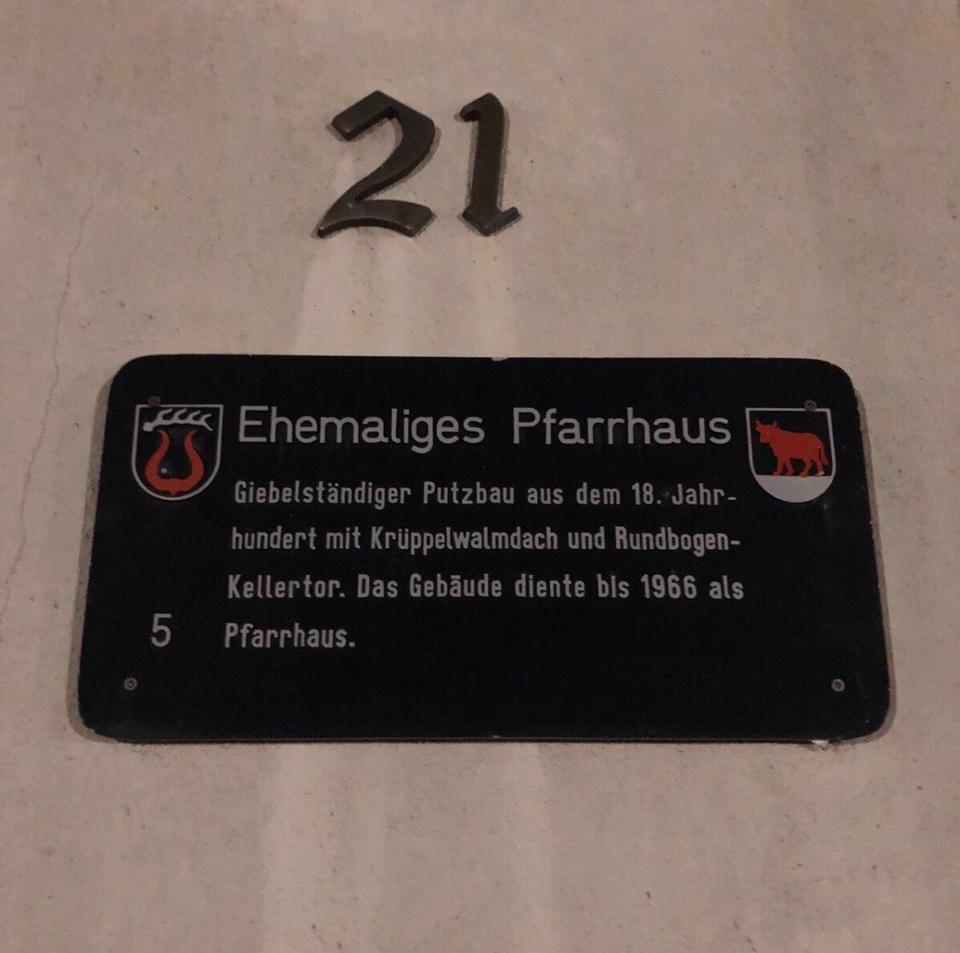 21
Ehemaliges Pfarrhaus
Giebelständiger Putzbau aus dem 18. Jahr-
hundert mit Krüppelwalmdach und Rundbogen-
Kellertor. Das Gebäude diente bis 1966 als
5 Pfarrhaus.